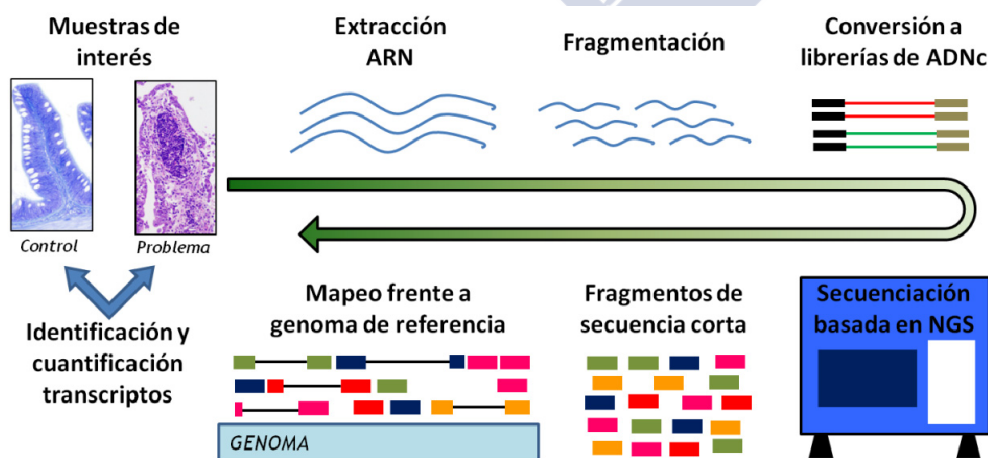 Muestras de
interés
Control
Problema
Extracción
ARN
Fragmentación
Conversión a
librerías de ADNc
Secuenciación
basada en NGS
Fragmentos de
secuencia corta
Mapeo frente a
genoma de referencia
GENOMA
Identificación y
cuantificación
transcriptos